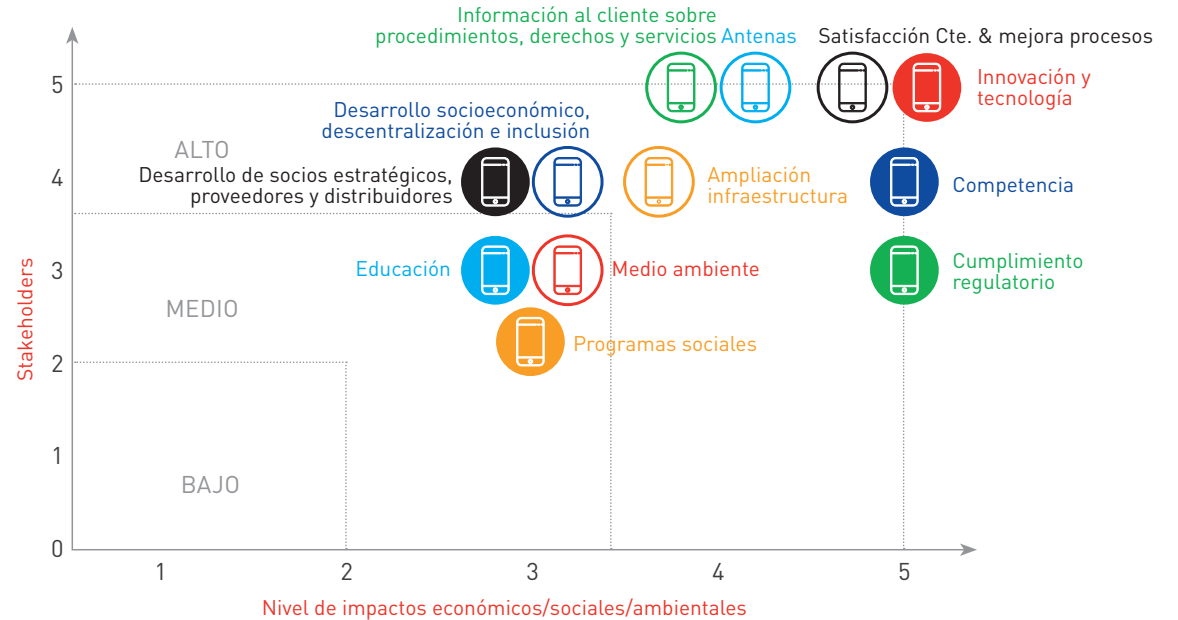 Información al cliente sobre
procedimientos, derechos y servicios
Antenas
Satisfacción Cte. & mejora procesos
Innovación y
tecnología
Desarrollo socioeconómico,
descentralización e inclusión
ALTO
Desarrollo de socios estratégicos,
proveedores y distribuidores
Ampliación
infraestructura
Competencia
Educación
Medio ambiente
Cumplimiento
regulatorio
MEDIO
Programas sociales
BAJO
Stakeholders
5
4
3
2
1
0
1
2
3
4
5
Nivel de impactos económicos/sociales/ambientales